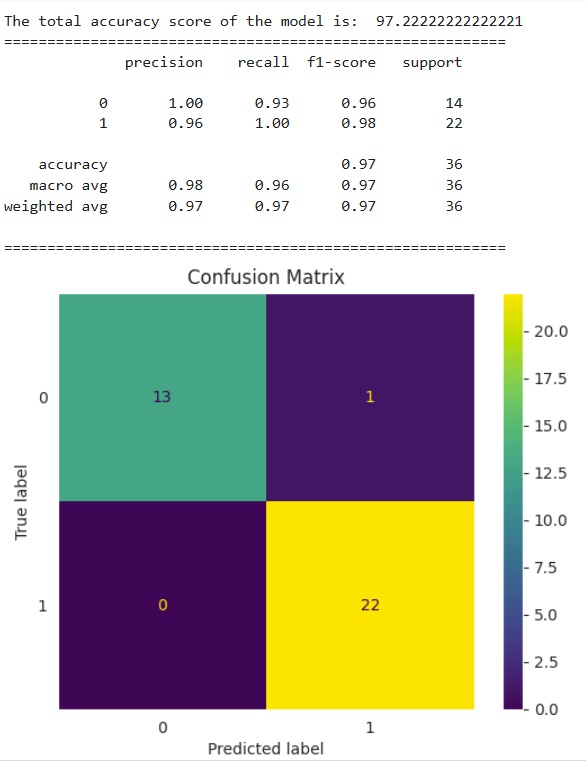 The total accuracy score of the model is:  97.22222222222221
==========================================================
precision recall f1-score support
0 1.00 0.93 0.96 14
1 0.96 1.00 0.98 22
accuracy 0.97 36
macro avg 0.98 0.96 0.97 36
weighted avg 0.97 0.97 0.97 36
==========================================================
Confusion Matrix
0 13 1
1 0 22
0 1
True label
Predicted label
20.0
17.5
15.0
12.5
10.0
7.5
5.0
2.5
0.0